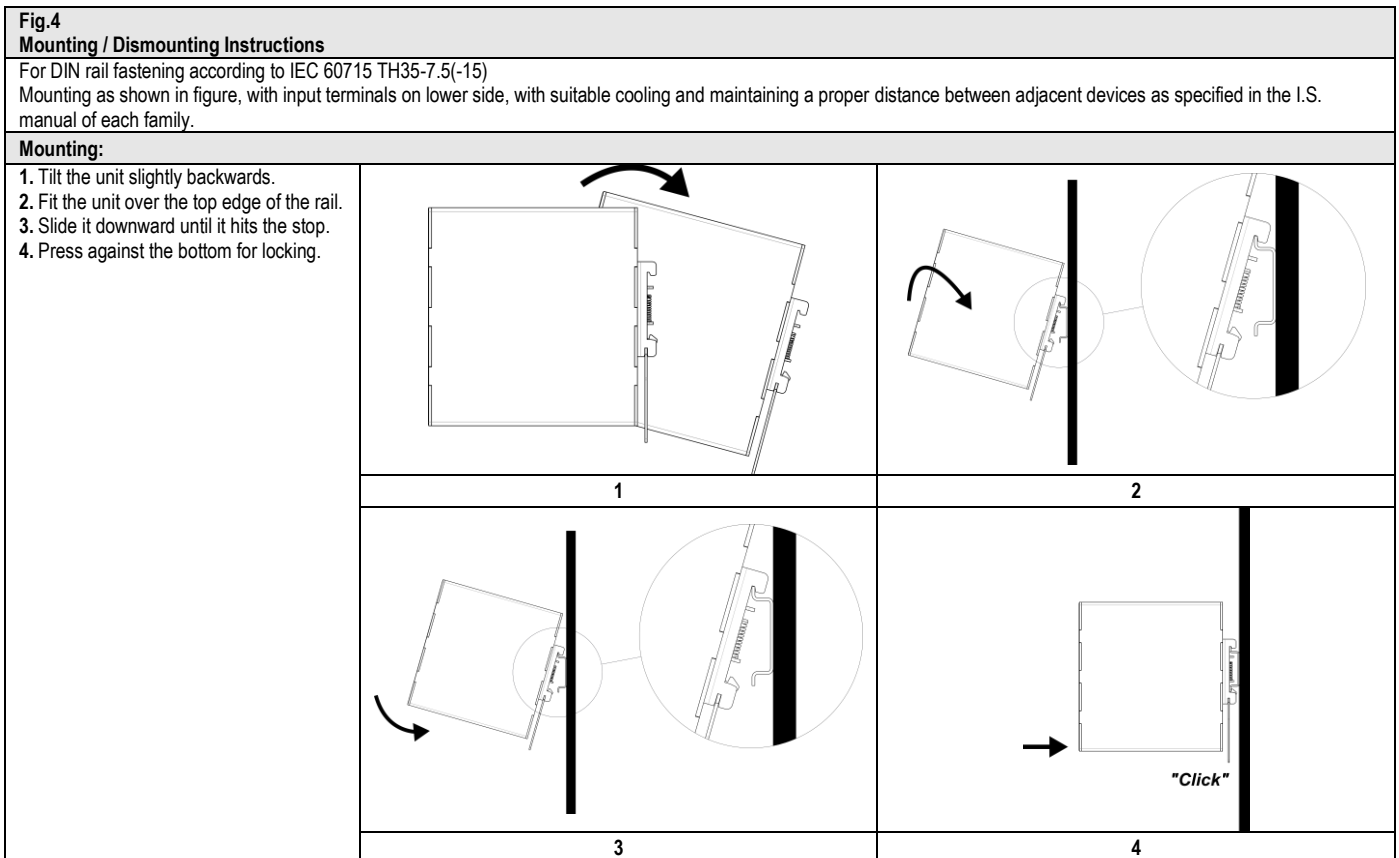 Fig.4
Mounting / Dismounting Instructions
For DIN rail fastening according to IEC 60715 TH35-7.5(-15)
Mounting as shown in figure, with input terminals on lower side, with suitable cooling and maintaining a proper distance between adjacent devices as specified in the I.S.
manual of each family.
Mounting:
1. Tilt the unit slightly backwards.
2. Fit the unit over the top edge of the rail.
3. Slide it downward until it hits the stop.
4. Press against the bottom for locking.
1
2
"Click"
3
4